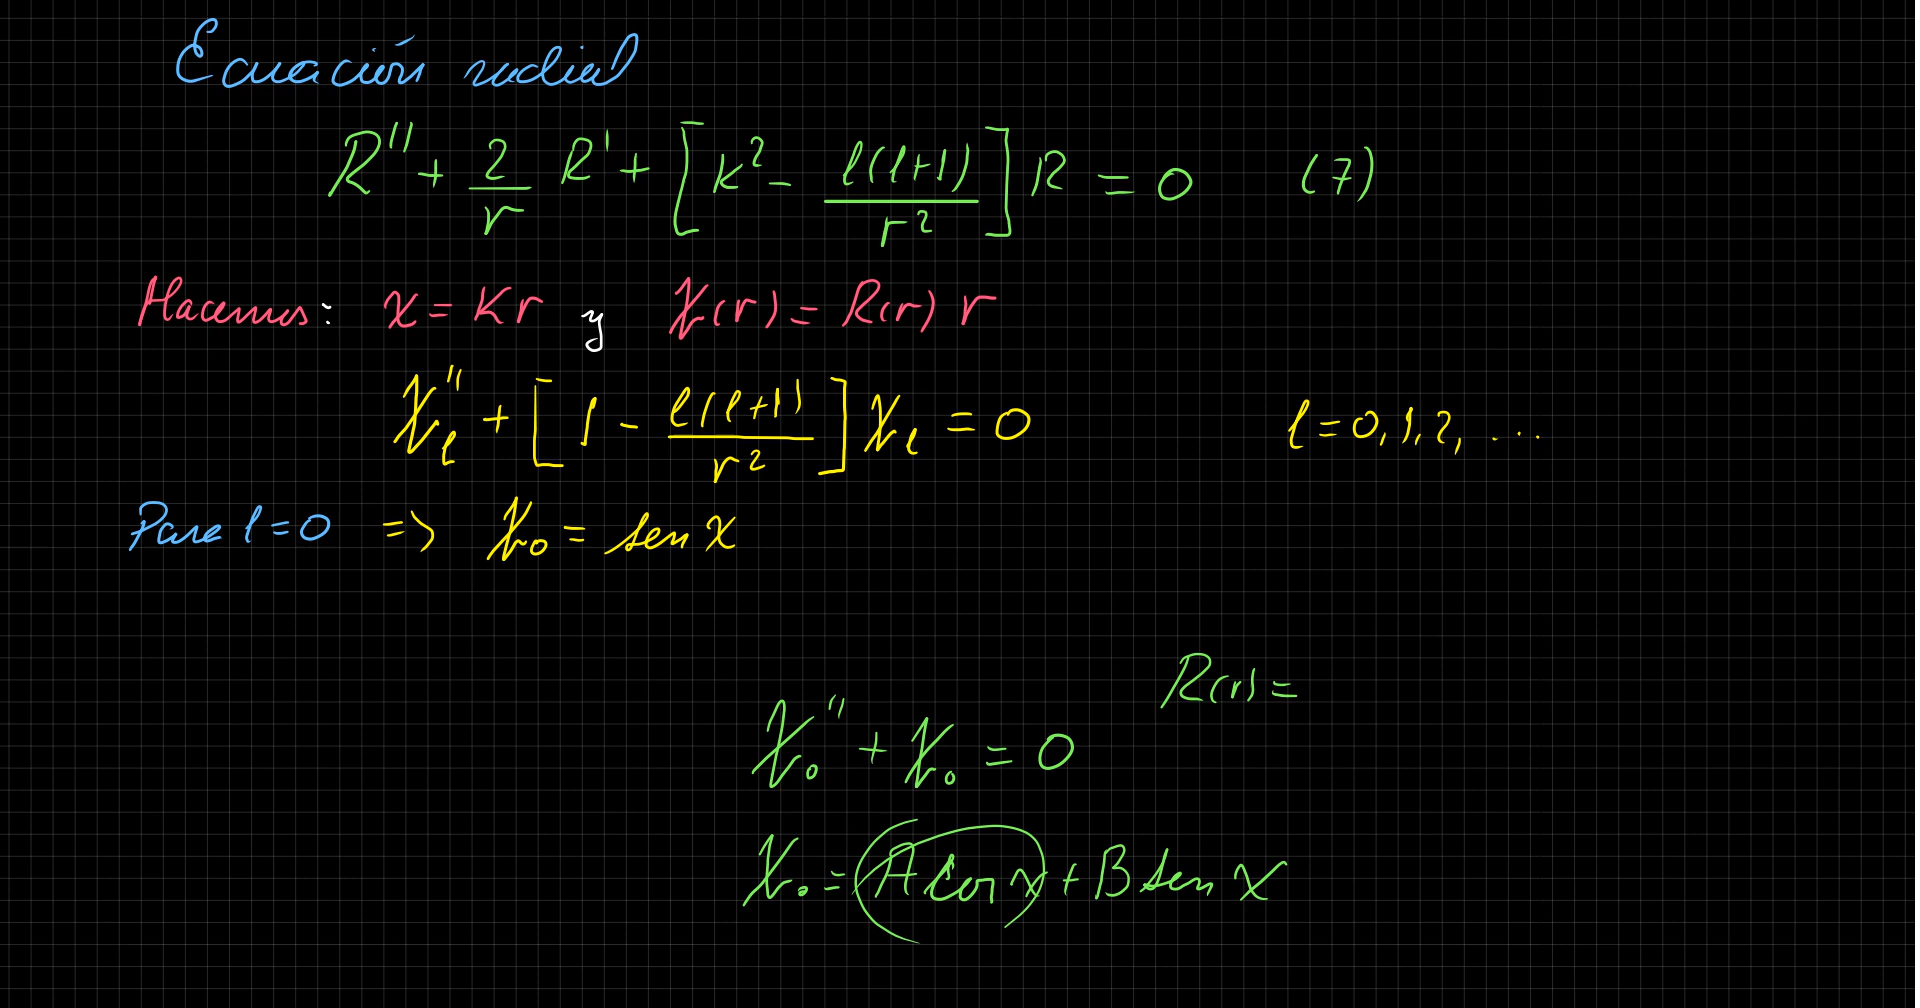 Ecuación radial
R'' + 2/r R' + [k² - l(l+1)/r²] R = 0 (7)
Hacemos: x = Kr y χ(r) = R(r) r
χ_l'' + [1 - l(l+1)/r²] χ_l = 0 l = 0, 1, 2, ...
Para l = 0 => χ₀ = sen x
R(r) =
χ₀'' + χ₀ = 0
χ₀ = A cos x + B sen x